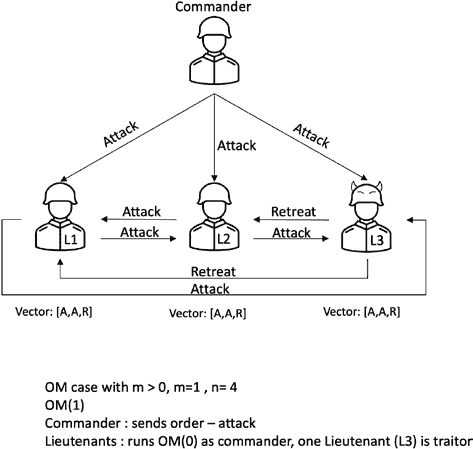 Commander
Attack
Attack
Attack
Attack
Retreat
L1
Attack
L2
Attack
L3
Retreat
Attack
Vector: [A,A,R]
Vector: [A,A,R]
Vector: [A,A,R]
OM case with m > 0, m=1 , n= 4
OM(1)
Commander : sends order – attack
Lieutenants : runs OM(0) as commander, one Lieutenant (L3) is traitor